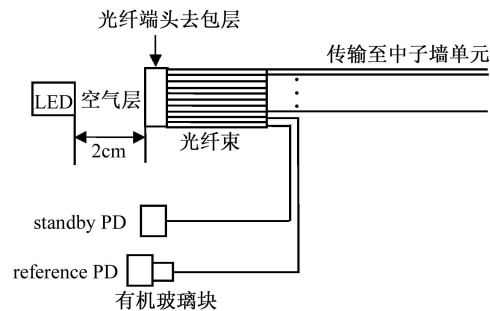 光纤端头去包层
传输至中子墙单元
LED
空气层
2cm
光纤束
standby PD
reference PD
有机玻璃块